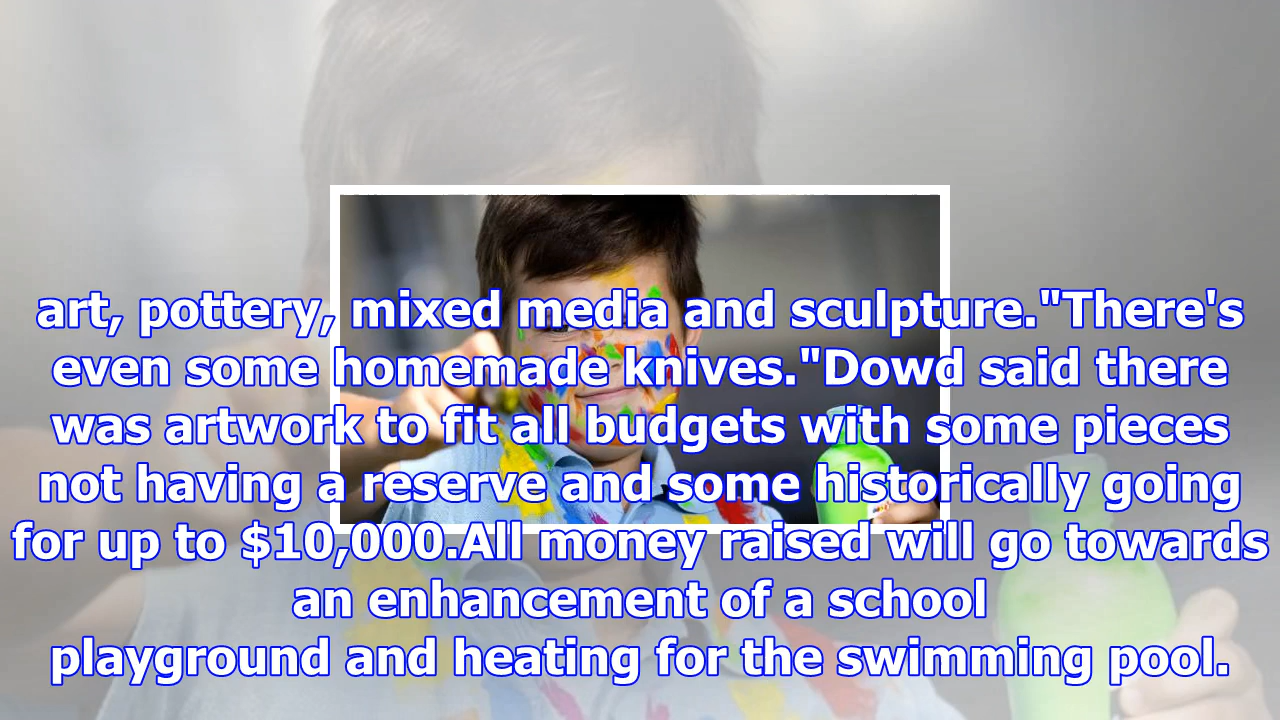 art, pottery, mixed media and sculpture."There's
even some homemade knives."Dowd said there
was artwork to fit all budgets with some pieces
not having a reserve and some historically going
for up to $10,000.All money raised will go towards
an enhancement of a school
playground and heating for the swimming pool.